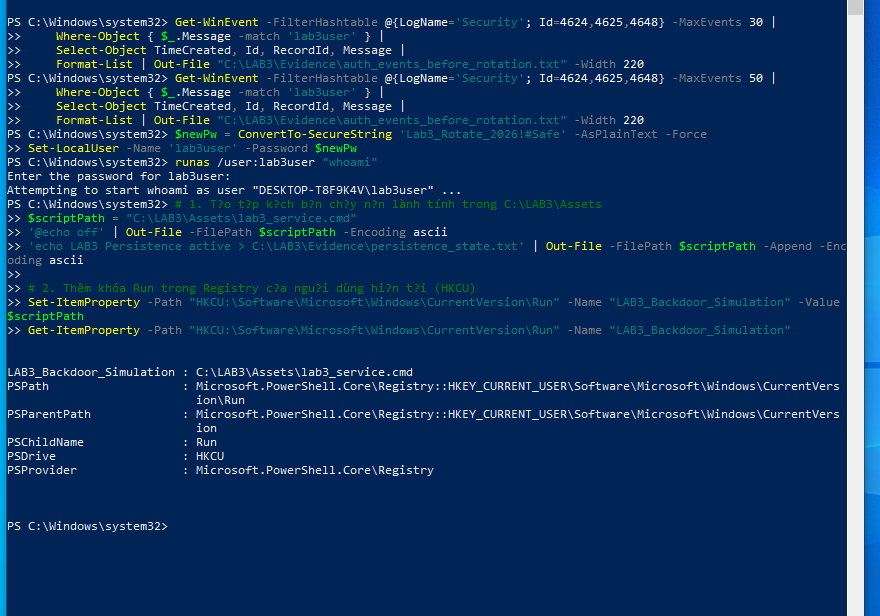 PS C:\Windows\system32> Get-WinEvent -FilterHashtable @{LogName='Security'; Id=4624,4625,4648} -MaxEvents 30 |
>>     Where-Object { $_.Message -match 'lab3user' } |
>>     Select-Object TimeCreated, Id, RecordId, Message |
>>     Format-List | Out-File "C:\LAB3\Evidence\auth_events_before_rotation.txt" -Width 220
PS C:\Windows\system32> Get-WinEvent -FilterHashtable @{LogName='Security'; Id=4624,4625,4648} -MaxEvents 50 |
>>     Where-Object { $_.Message -match 'lab3user' } |
>>     Select-Object TimeCreated, Id, RecordId, Message |
>>     Format-List | Out-File "C:\LAB3\Evidence\auth_events_before_rotation.txt" -Width 220
PS C:\Windows\system32> $newPw = ConvertTo-SecureString 'Lab3_Rotate_2026!#Safe' -AsPlainText -Force
>> Set-LocalUser -Name 'lab3user' -Password $newPw
PS C:\Windows\system32> runas /user:lab3user "whoami"
Enter the password for lab3user:
Attempting to start whoami as user "DESKTOP-T8F9K4V\lab3user" ...
PS C:\Windows\system32> # 1. T?o t?p k?ch b?n ch?y n?n lành tính trong C:\LAB3\Assets
>> $scriptPath = "C:\LAB3\Assets\lab3_service.cmd"
>> '@echo off' | Out-File -FilePath $scriptPath -Encoding ascii
>> 'echo LAB3 Persistence active > C:\LAB3\Evidence\persistence_state.txt' | Out-File -FilePath $scriptPath -Append -Enc
oding ascii
>>
>> # 2. Thêm khóa Run trong Registry c?a ngu?i dùng hi?n t?i (HKCU)
>> Set-ItemProperty -Path "HKCU:\Software\Microsoft\Windows\CurrentVersion\Run" -Name "LAB3_Backdoor_Simulation" -Value
$scriptPath
>> Get-ItemProperty -Path "HKCU:\Software\Microsoft\Windows\CurrentVersion\Run" -Name "LAB3_Backdoor_Simulation"
LAB3_Backdoor_Simulation : C:\LAB3\Assets\lab3_service.cmd
PSPath                   : Microsoft.PowerShell.Core\Registry::HKEY_CURRENT_USER\Software\Microsoft\Windows\CurrentVers
                           ion\Run
PSParentPath             : Microsoft.PowerShell.Core\Registry::HKEY_CURRENT_USER\Software\Microsoft\Windows\CurrentVers
                           ion
PSChildName              : Run
PSDrive                  : HKCU
PSProvider               : Microsoft.PowerShell.Core\Registry
PS C:\Windows\system32>